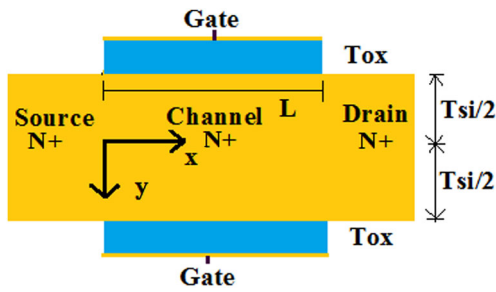 Gate
Tox
L
Source
N+
Channel
N+
Drain
N+
Tsi/2
x
y
Tsi/2
Tox
Gate